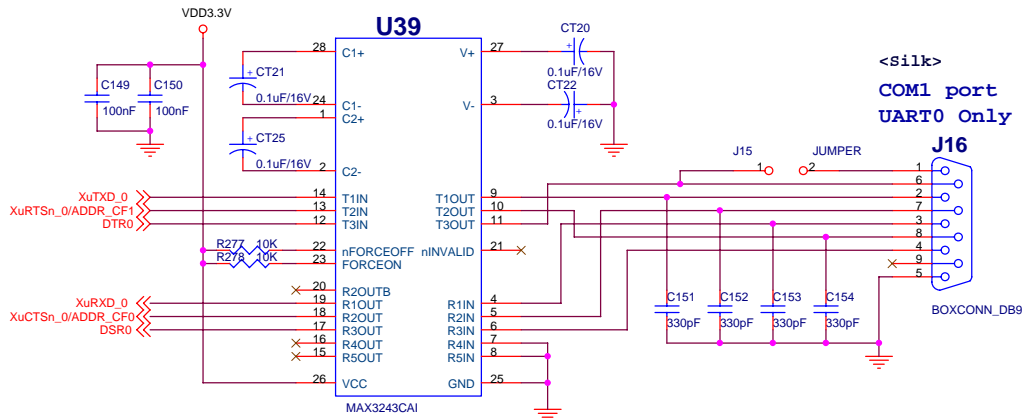 VDD3.3V
U39
<Silk>
COM1 port
UART0 Only
J16
C149
100nF
C150
100nF
28 C1+
CT21
0.1uF/16V
24 C1-
1 C2+
CT25
0.1uF/16V
2 C2-
V+ 27
CT20
0.1uF/16V
V- 3
CT22
0.1uF/16V
J15
1
2
JUMPER
XuTXD_0 14 T1IN
XuRTSn_0/ADDR_CF1 13 T2IN
DTR0 12 T3IN
T1OUT 9
T2OUT 10
T3OUT 11
R277 10K 22 nFORCEOFF
R278 10K 23 FORCEON
nINVALID 21
20 R2OUTB
XuRXD_0 19 R1OUT
XuCTSn_0/ADDR_CF0 18 R2OUT
DSR0 17 R3OUT
16 R4OUT
15 R5OUT
R1IN 4
R2IN 5
R3IN 6
R4IN 7
R5IN 8
26 VCC
GND 25
MAX3243CAI
C151
330pF
C152
330pF
C153
330pF
C154
330pF
1
6
2
7
3
8
4
9
5
BOXCONN_DB9